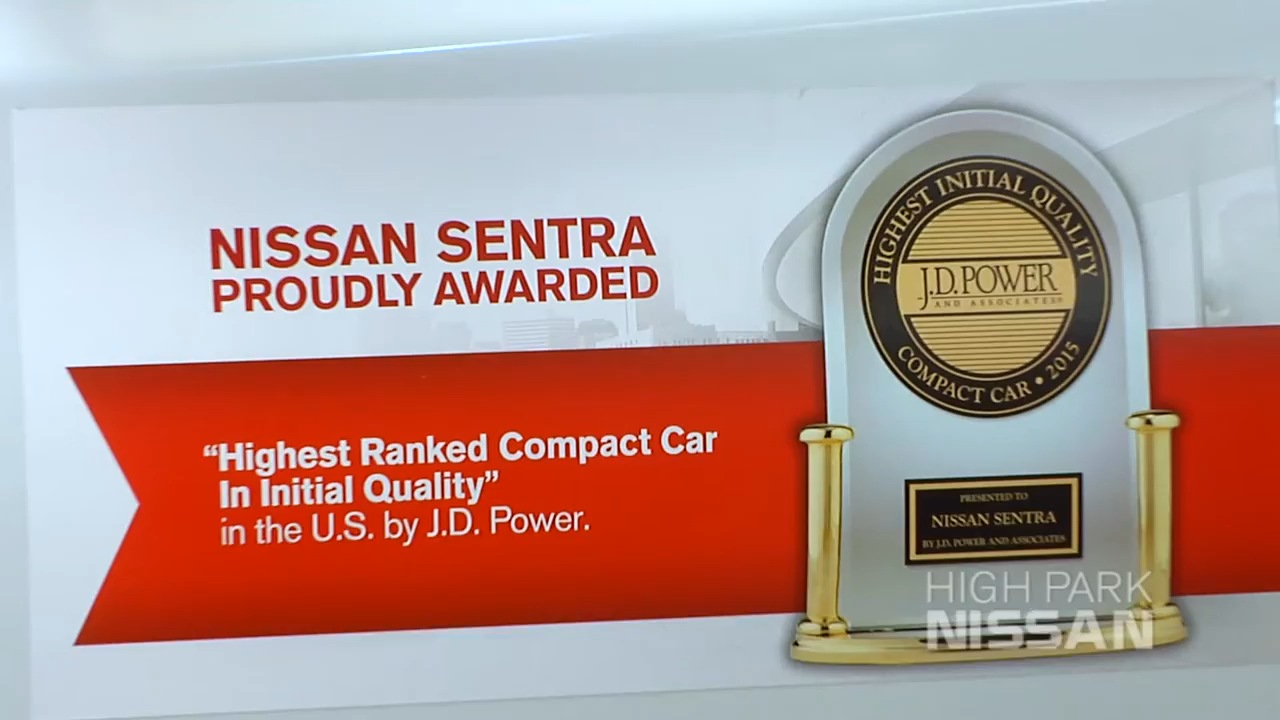 NISSAN SENTRA
PROUDLY AWARDED
“Highest Ranked Compact Car
In Initial Quality”
in the U.S. by J.D. Power.
HIGHEST INITIAL QUALITY
J.D. POWER
AND ASSOCIATES®
COMPACT CAR • 2015
PRESENTED TO
NISSAN SENTRA
BY J.D. POWER AND ASSOCIATES
HIGH PARK
NISSAN